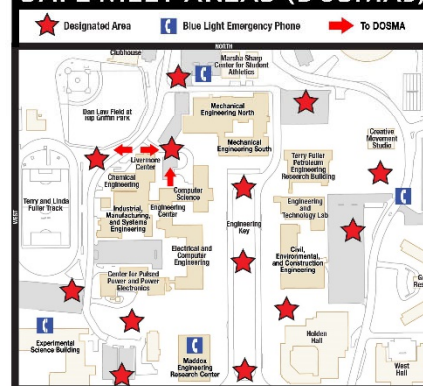 SAFE MEET AREAS (DOSMAS)
Designated Area
Blue Light Emergency Phone
To DOSMA
NORTH
Clubhouse
Marsha Sharp
Center for Student
Athletics
Dan Law Field at
Rip Griffin Park
Mechanical
Engineering North
Mechanical
Engineering South
Creative
Movement
Studio
Livermore
Center
Terry Fuller
Petroleum
Engineering
Research Building
Chemical
Engineering
Computer
Science
Terry and Linda
Fuller Track
WEST
Industrial,
Manufacturing,
and Systems
Engineering
Engineering
Center
Engineering
Key
Engineering
and
Technology Lab
Electrical and
Computer
Engineering
Civil,
Environmental,
and Construction
Engineering
Center for Pulsed
Power and Power
Electronics
Experimental
Science Building
Maddox
Engineering
Research Center
Holden
Hall
West
Hall